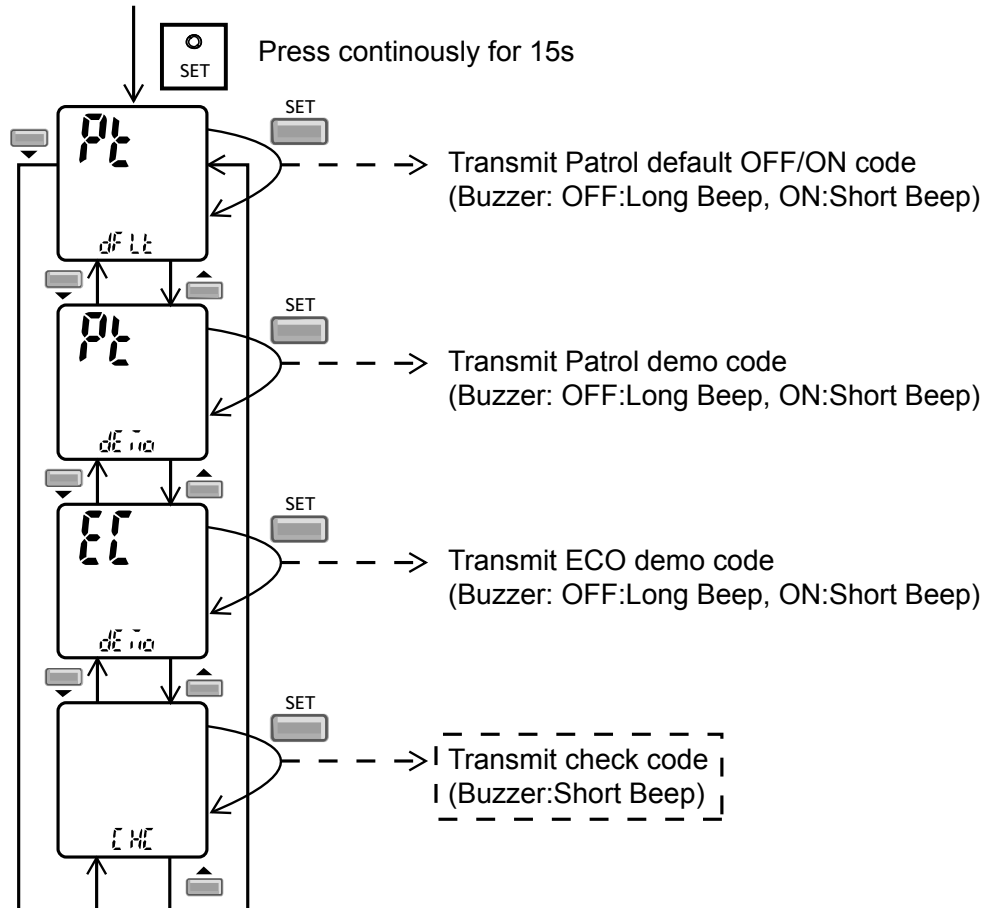 SET
Press continously for 15s
Pt
dFLt
SET
Transmit Patrol default OFF/ON code
(Buzzer: OFF:Long Beep, ON:Short Beep)
Pt
dEmo
SET
Transmit Patrol demo code
(Buzzer: OFF:Long Beep, ON:Short Beep)
EC
dEmo
SET
Transmit ECO demo code
(Buzzer: OFF:Long Beep, ON:Short Beep)
SET
Transmit check code
(Buzzer:Short Beep)
CHC